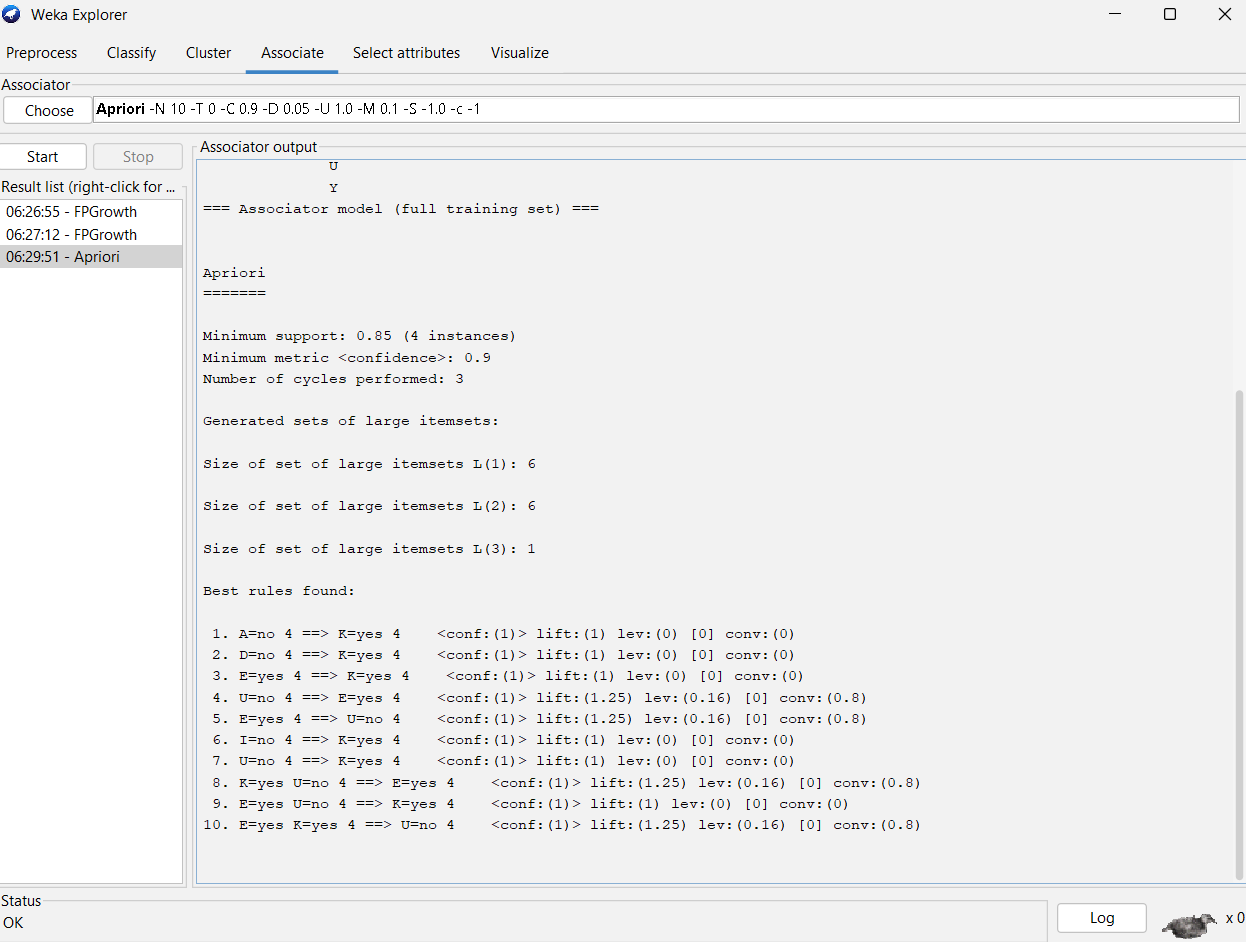 Weka Explorer
Preprocess Classify Cluster Associate Select attributes Visualize
Associator
Choose Apriori -N 10 -T 0 -C 0.9 -D 0.05 -U 1.0 -M 0.1 -S -1.0 -c -1
Start Stop
Result list (right-click for ...
06:26:55 - FPGrowth
06:27:12 - FPGrowth
06:29:51 - Apriori
Associator output
U
Y
=== Associator model (full training set) ===
Apriori
=======
Minimum support: 0.85 (4 instances)
Minimum metric <confidence>: 0.9
Number of cycles performed: 3
Generated sets of large itemsets:
Size of set of large itemsets L(1): 6
Size of set of large itemsets L(2): 6
Size of set of large itemsets L(3): 1
Best rules found:
1. A=no 4 ==> K=yes 4 <conf:(1)> lift:(1) lev:(0) [0] conv:(0)
2. D=no 4 ==> K=yes 4 <conf:(1)> lift:(1) lev:(0) [0] conv:(0)
3. E=yes 4 ==> K=yes 4 <conf:(1)> lift:(1) lev:(0) [0] conv:(0)
4. U=no 4 ==> E=yes 4 <conf:(1)> lift:(1.25) lev:(0.16) [0] conv:(0.8)
5. E=yes 4 ==> U=no 4 <conf:(1)> lift:(1.25) lev:(0.16) [0] conv:(0.8)
6. I=no 4 ==> K=yes 4 <conf:(1)> lift:(1) lev:(0) [0] conv:(0)
7. U=no 4 ==> K=yes 4 <conf:(1)> lift:(1) lev:(0) [0] conv:(0)
8. K=yes U=no 4 ==> E=yes 4 <conf:(1)> lift:(1.25) lev:(0.16) [0] conv:(0.8)
9. E=yes U=no 4 ==> K=yes 4 <conf:(1)> lift:(1) lev:(0) [0] conv:(0)
10. E=yes K=yes 4 ==> U=no 4 <conf:(1)> lift:(1.25) lev:(0.16) [0] conv:(0.8)
Status
OK
Log
x 0